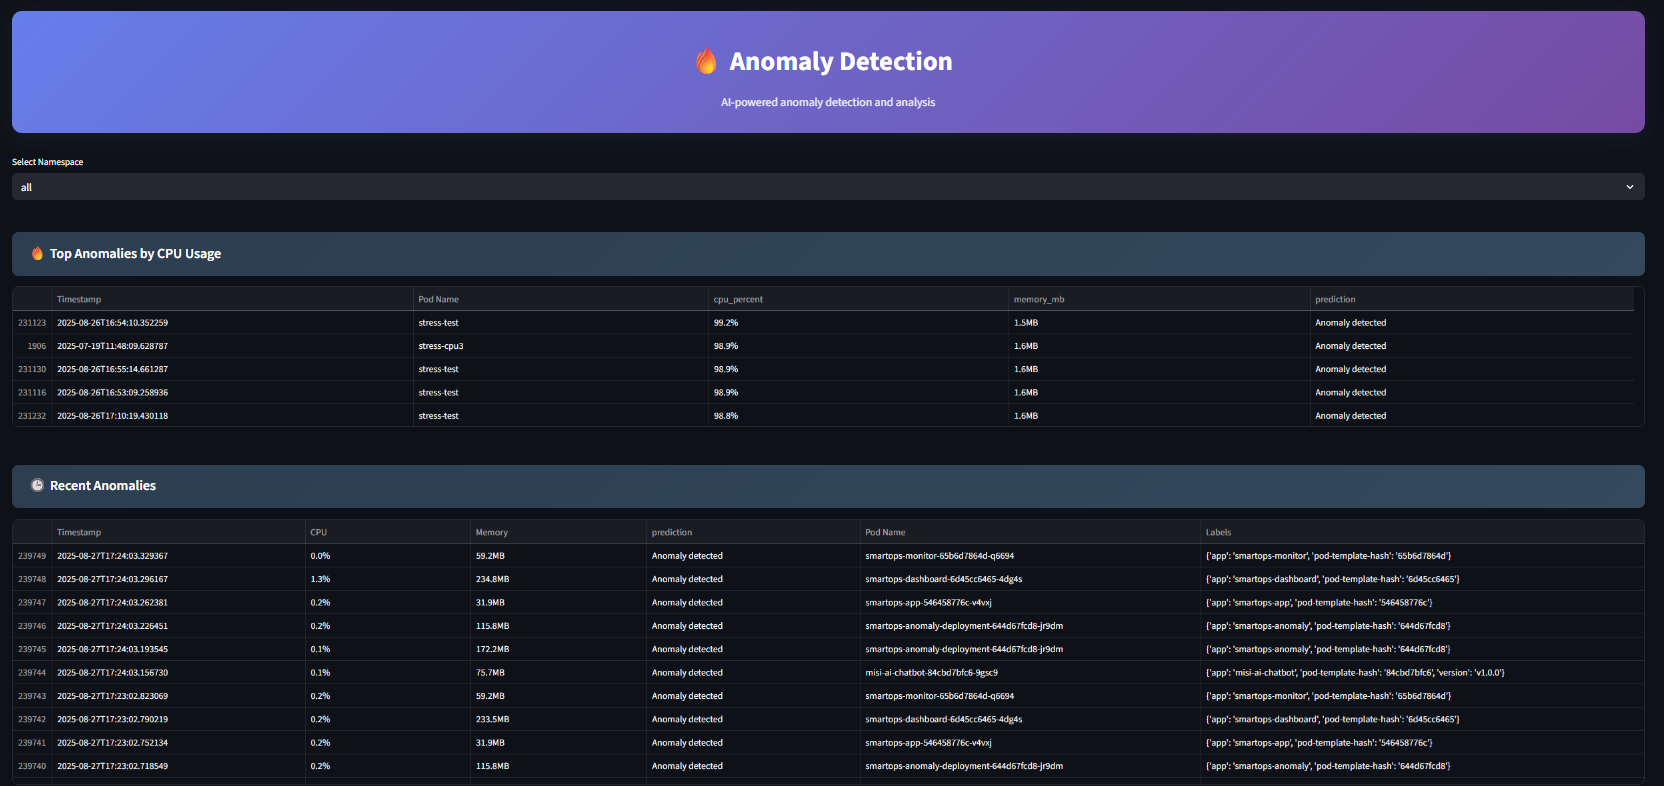 🔥 Anomaly Detection
AI-powered anomaly detection and analysis
Select Namespace
all
🔥 Top Anomalies by CPU Usage
Timestamp Pod Name cpu_percent memory_mb prediction
231123 2025-08-26T16:54:10.352259 stress-test 99.2% 1.5MB Anomaly detected
1906 2025-07-19T11:48:09.628787 stress-cpu3 98.9% 1.6MB Anomaly detected
231130 2025-08-26T16:55:14.661287 stress-test 98.9% 1.6MB Anomaly detected
231116 2025-08-26T16:53:09.258936 stress-test 98.9% 1.6MB Anomaly detected
231232 2025-08-26T17:10:19.430118 stress-test 98.8% 1.6MB Anomaly detected
🕒 Recent Anomalies
Timestamp CPU Memory prediction Pod Name Labels
239749 2025-08-27T17:24:03.329367 0.0% 59.2MB Anomaly detected smartops-monitor-65b6d7864d-q6694 {'app': 'smartops-monitor', 'pod-template-hash': '65b6d7864d'}
239748 2025-08-27T17:24:03.296167 1.3% 234.8MB Anomaly detected smartops-dashboard-6d45cc6465-4dg4s {'app': 'smartops-dashboard', 'pod-template-hash': '6d45cc6465'}
239747 2025-08-27T17:24:03.262381 0.2% 31.9MB Anomaly detected smartops-app-546458776c-v4vxj {'app': 'smartops-app', 'pod-template-hash': '546458776c'}
239746 2025-08-27T17:24:03.226451 0.2% 115.8MB Anomaly detected smartops-anomaly-deployment-644d67fcd8-jr9dm {'app': 'smartops-anomaly', 'pod-template-hash': '644d67fcd8'}
239745 2025-08-27T17:24:03.193545 0.1% 172.2MB Anomaly detected smartops-anomaly-deployment-644d67fcd8-jr9dm {'app': 'smartops-anomaly', 'pod-template-hash': '644d67fcd8'}
239744 2025-08-27T17:24:03.156730 0.1% 75.7MB Anomaly detected misi-ai-chatbot-84cbd7bfc6-9gsc9 {'app': 'misi-ai-chatbot', 'pod-template-hash': '84cbd7bfc6', 'version': 'v1.0.0'}
239743 2025-08-27T17:23:02.823069 0.2% 59.2MB Anomaly detected smartops-monitor-65b6d7864d-q6694 {'app': 'smartops-monitor', 'pod-template-hash': '65b6d7864d'}
239742 2025-08-27T17:23:02.790219 0.2% 233.5MB Anomaly detected smartops-dashboard-6d45cc6465-4dg4s {'app': 'smartops-dashboard', 'pod-template-hash': '6d45cc6465'}
239741 2025-08-27T17:23:02.752134 0.2% 31.9MB Anomaly detected smartops-app-546458776c-v4vxj {'app': 'smartops-app', 'pod-template-hash': '546458776c'}
239740 2025-08-27T17:23:02.718549 0.2% 115.8MB Anomaly detected smartops-anomaly-deployment-644d67fcd8-jr9dm {'app': 'smartops-anomaly', 'pod-template-hash': '644d67fcd8'}